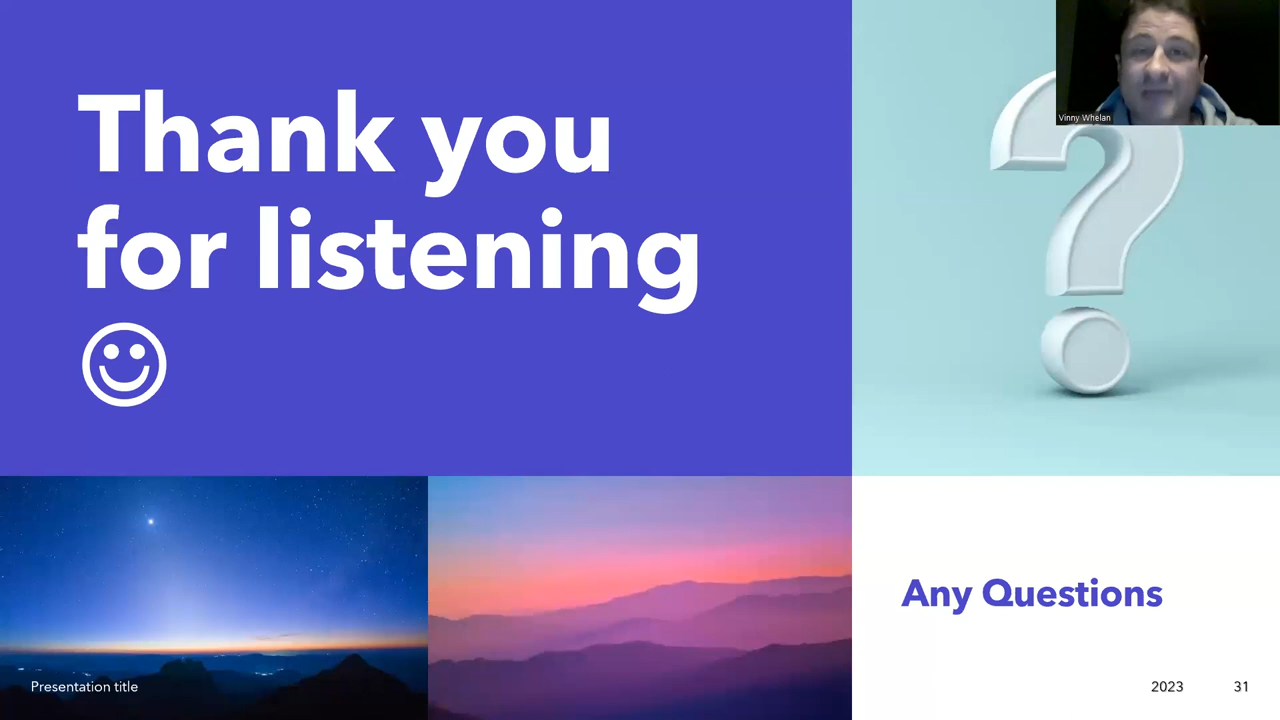 Thank you
for listening
☺
Vinny Whelan
Any Questions
Presentation title
2023
31